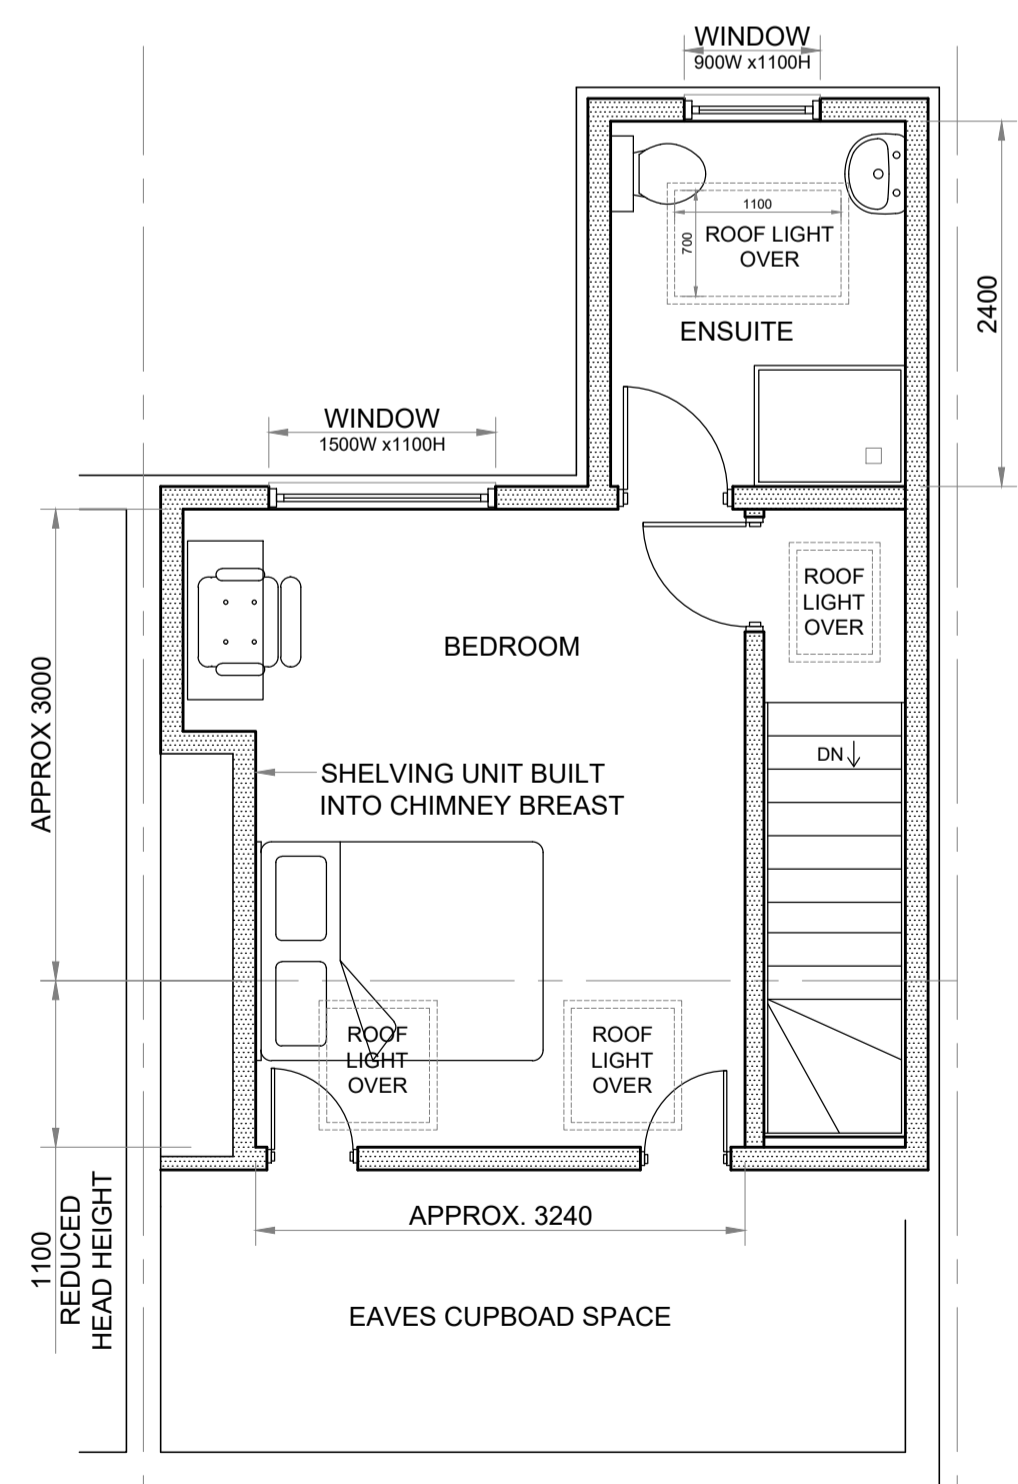 WINDOW
900W x1100H
1100
700
ROOF LIGHT
OVER
2400
ENSUITE
WINDOW
1500W x1100H
ROOF
LIGHT
OVER
BEDROOM
APPROX 3000
DN
SHELVING UNIT BUILT
INTO CHIMNEY BREAST
ROOF
LIGHT
OVER
ROOF
LIGHT
OVER
1100
REDUCED
HEAD HEIGHT
APPROX. 3240
EAVES CUPBOAD SPACE